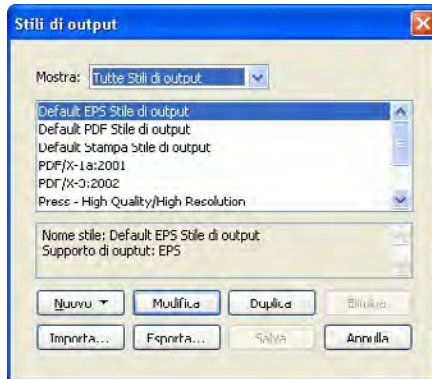 Stili di output
Mostra: Tutte Stili di output
Default EPS Stile di output
Default PDF Stile di output
Default Stampa Stile di output
PDF/X-1a:2001
PDF/X-3:2002
Press - High Quality/High Resolution
Nome stile: Default EPS Stile di output
Supporto di ouptut: EPS
Nuovo Modifica Duplica Elimina
Importa... Esporta... Salva Annulla